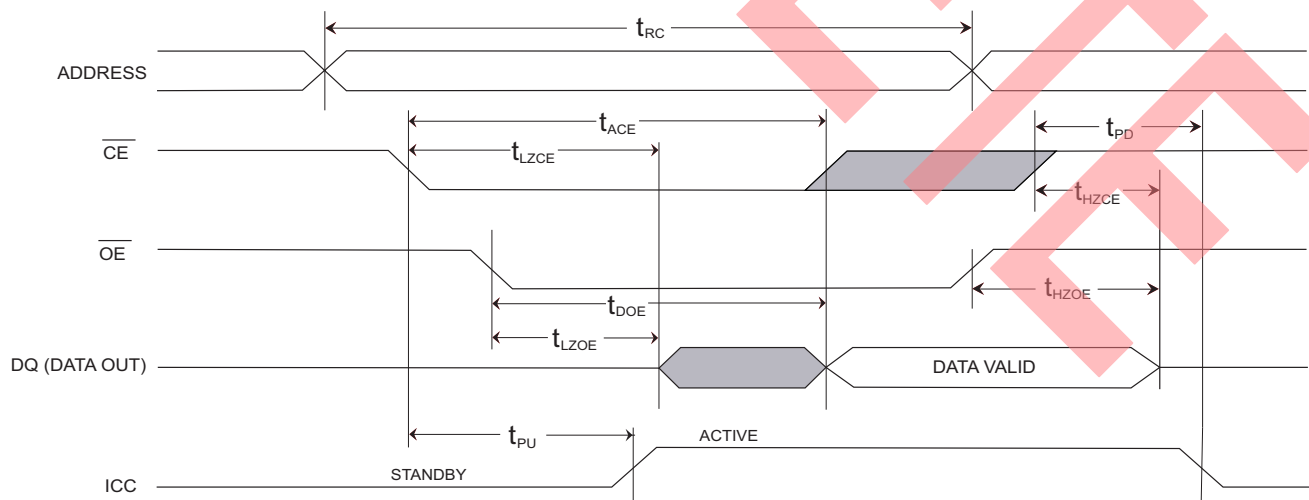 tRC
ADDRESS
tACE
tPD
CE
tLZCE
tHZCE
OE
tHZOE
tDOE
tLZOE
DQ (DATA OUT)
DATA VALID
tPU
ACTIVE
STANDBY
ICC